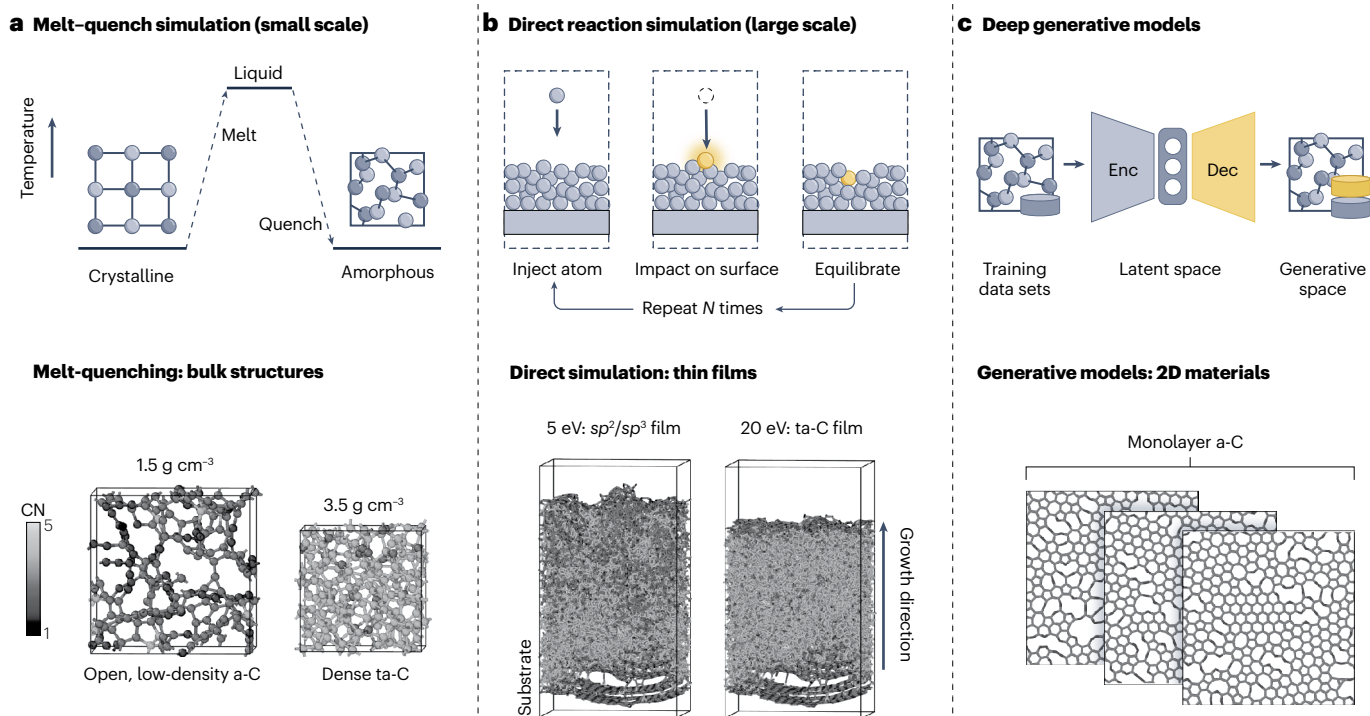 a Melt–quench simulation (small scale)
Temperature
Liquid
Melt
Quench
Crystalline
Amorphous
Melt-quenching: bulk structures
CN
5
1
1.5 g cm⁻³
3.5 g cm⁻³
Open, low-density a-C
Dense ta-C
b Direct reaction simulation (large scale)
Inject atom
Impact on surface
Equilibrate
Repeat N times
Direct simulation: thin films
5 eV: sp²/sp³ film
20 eV: ta-C film
Substrate
Growth direction
c Deep generative models
Enc
Dec
Training
data sets
Latent space
Generative
space
Generative models: 2D materials
Monolayer a-C